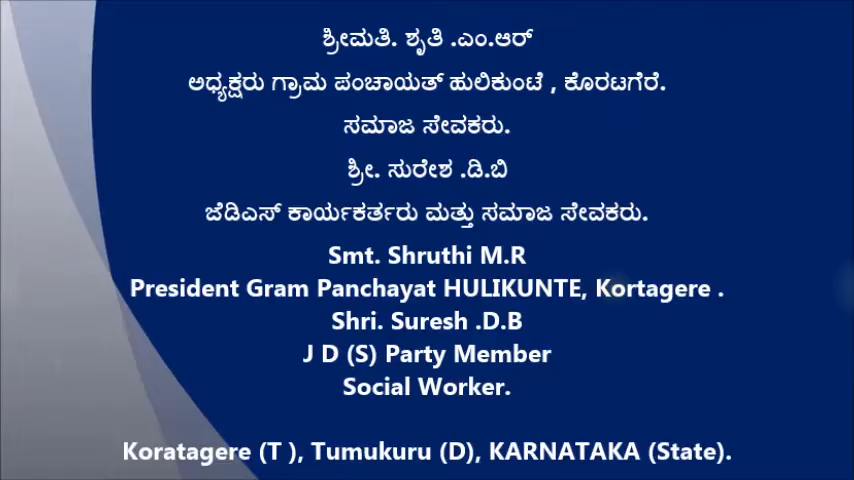 ಶ್ರೀಮತಿ. ಶೃತಿ .ಎಂ.ಆರ್
ಅಧ್ಯಕ್ಷರು ಗ್ರಾಮ ಪಂಚಾಯತ್ ಹುಲಿಕುಂಟೆ , ಕೊರಟಗೆರೆ.
ಸಮಾಜ ಸೇವಕರು.
ಶ್ರೀ. ಸುರೇಶ .ಡಿ.ಬಿ
ಜೆಡಿಎಸ್ ಕಾರ್ಯಕರ್ತರು ಮತ್ತು ಸಮಾಜ ಸೇವಕರು.
Smt. Shruthi M.R
President Gram Panchayat HULIKUNTE, Kortagere .
Shri. Suresh .D.B
J D (S) Party Member
Social Worker.
Koratagere (T ), Tumukuru (D), KARNATAKA (State).